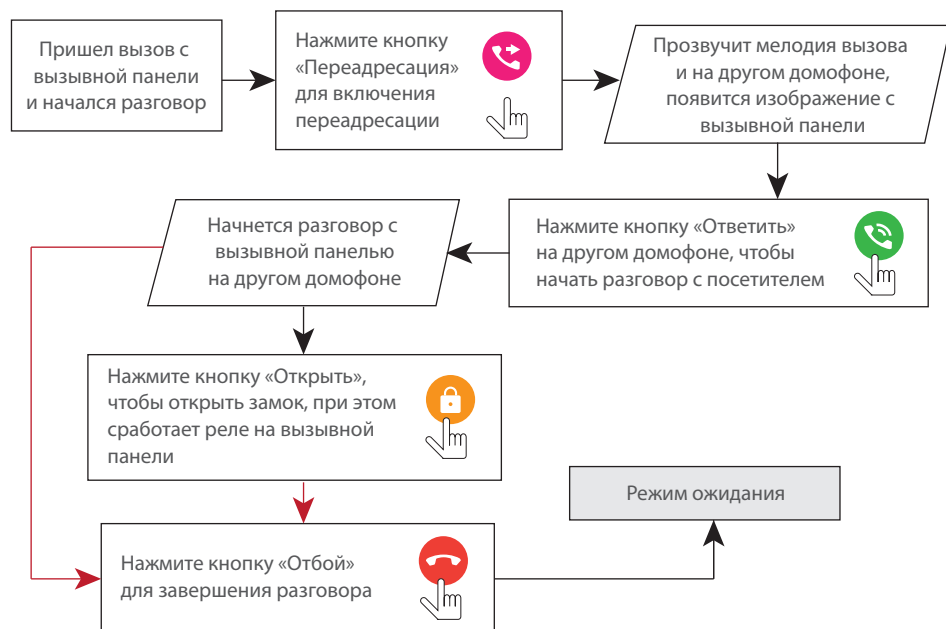 Пришел вызов с
вызывной панели
и начался разговор
Нажмите кнопку
«Переадресация»
для включения
переадресации
Прозвучит мелодия вызова
и на другом домофоне,
появится изображение с
вызывной панели
Нажмите кнопку «Ответить»
на другом домофоне, чтобы
начать разговор с посетителем
Начнется разговор с
вызывной панелью
на другом домофоне
Нажмите кнопку «Открыть»,
чтобы открыть замок, при этом
сработает реле на вызывной
панели
Режим ожидания
Нажмите кнопку «Отбой»
для завершения разговора